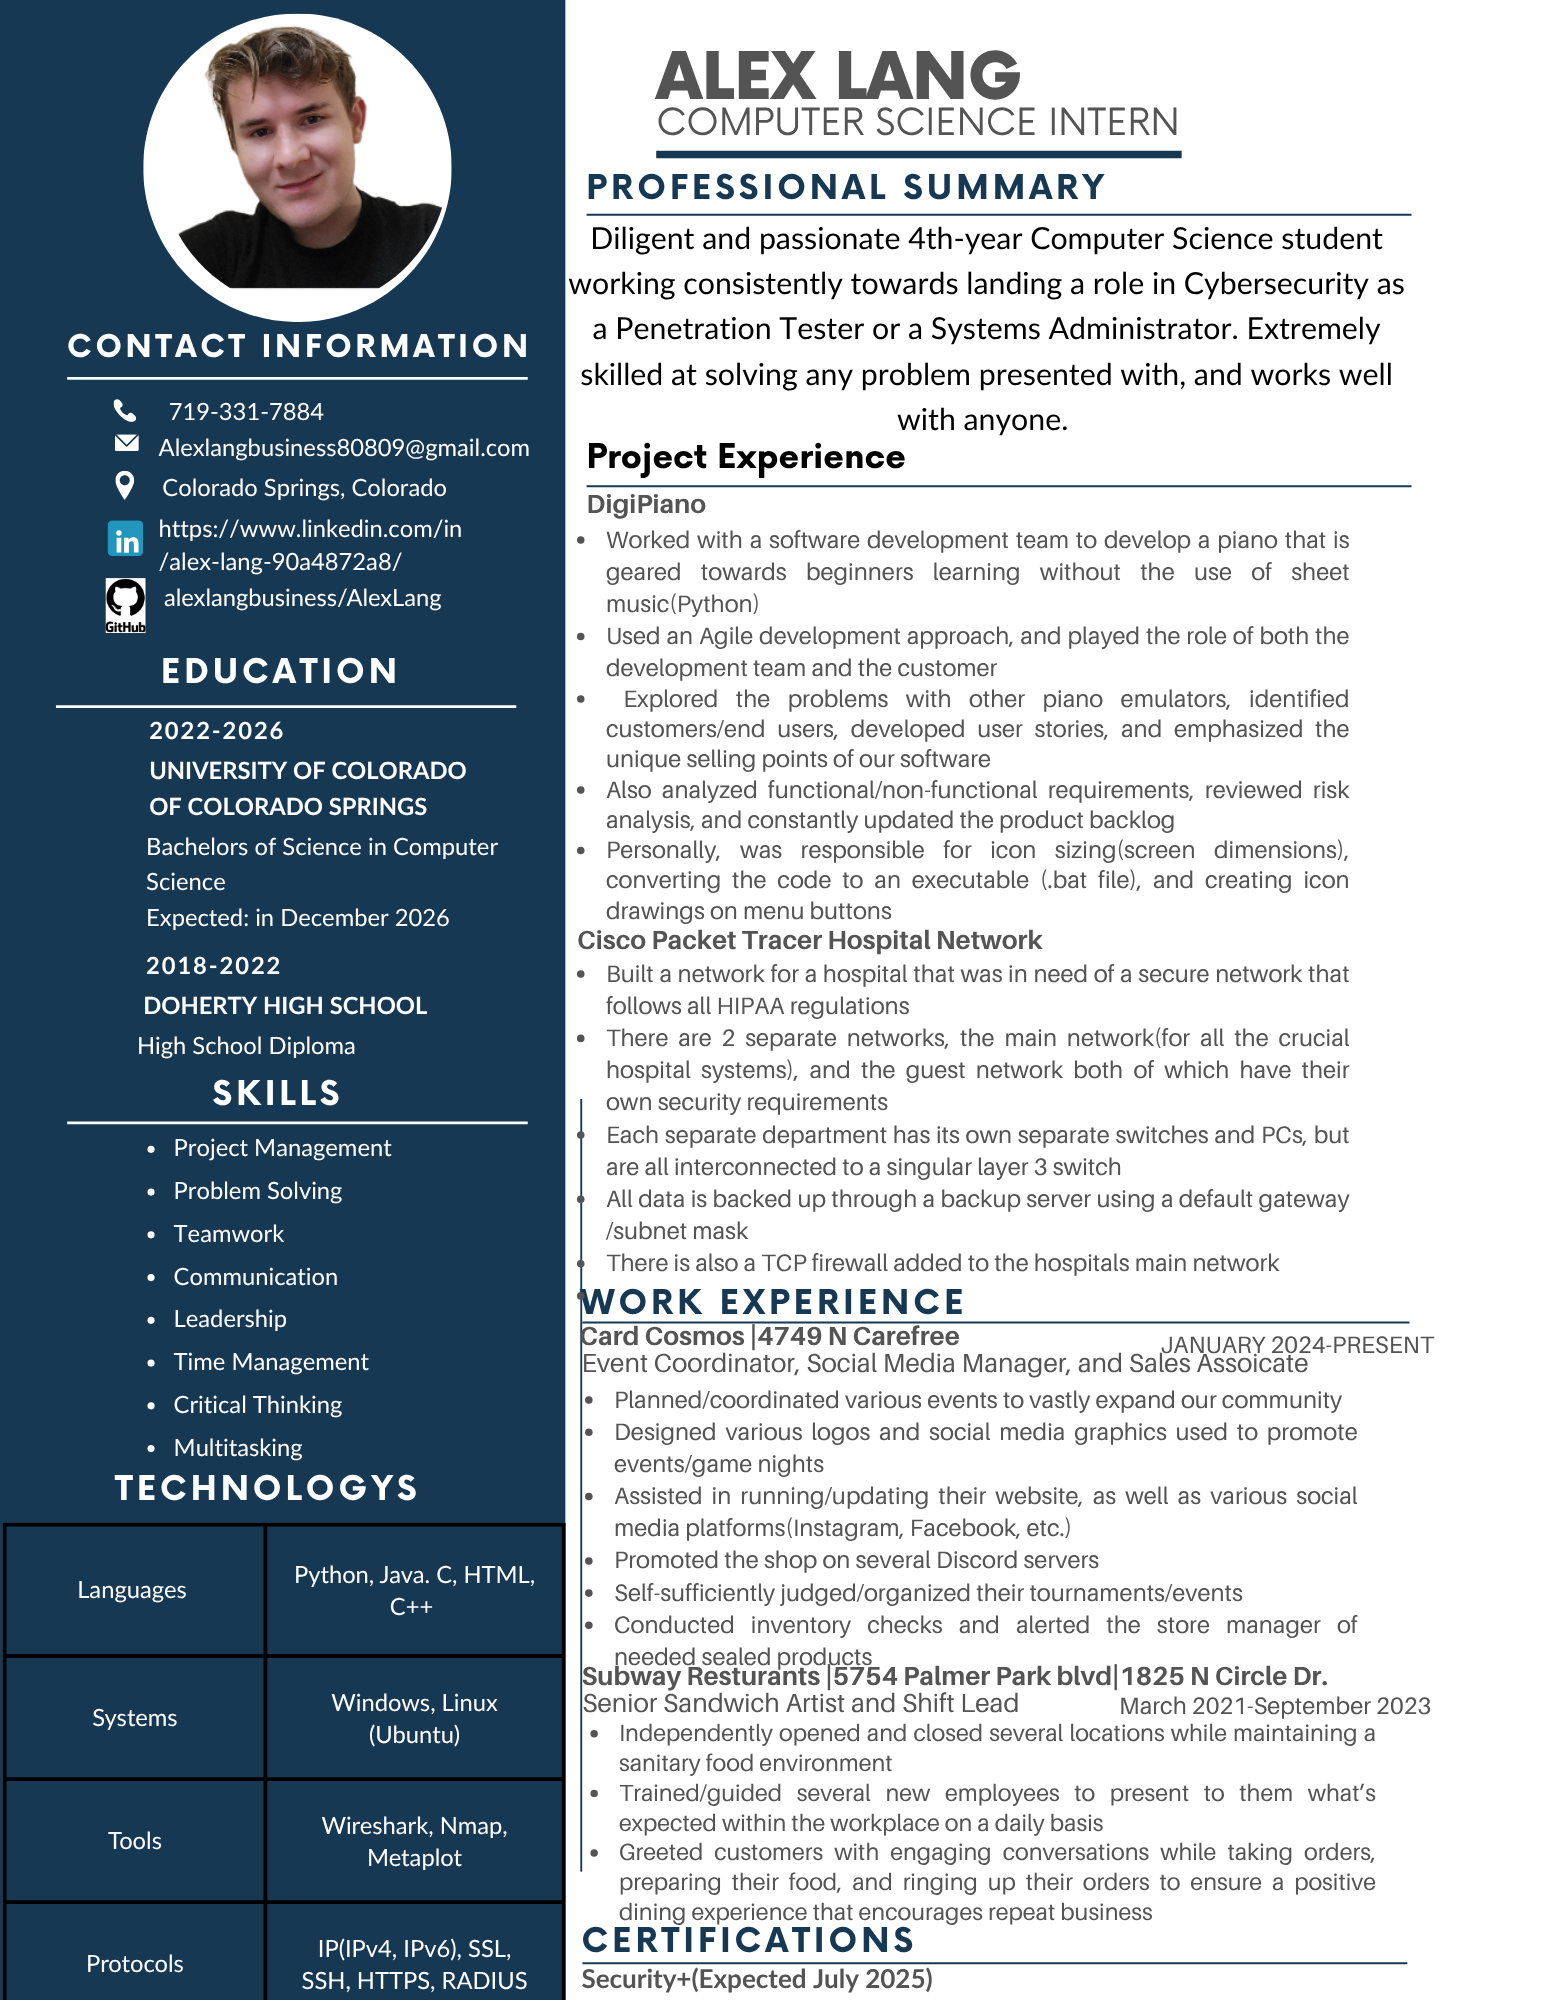 CONTACT INFORMATION
719-331-7884
Alexlangbusiness80809@gmail.com
Colorado Springs, Colorado
in
https://www.linkedin.com/in
/alex-lang-90a4872a8/
GitHub
alexlangbusiness/AlexLang
EDUCATION
2022-2026
UNIVERSITY OF COLORADO
OF COLORADO SPRINGS
Bachelors of Science in Computer
Science
Expected: in December 2026
2018-2022
DOHERTY HIGH SCHOOL
High School Diploma
SKILLS
• Project Management
• Problem Solving
• Teamwork
• Communication
• Leadership
• Time Management
• Critical Thinking
• Multitasking
TECHNOLOGYS
Languages
Python, Java. C, HTML,
C++
Systems
Windows, Linux
(Ubuntu)
Tools
Wireshark, Nmap,
Metaplot
Protocols
IP(IPv4, IPv6), SSL,
SSH, HTTPS, RADIUS
ALEX LANG
COMPUTER SCIENCE INTERN
PROFESSIONAL SUMMARY
Diligent and passionate 4th-year Computer Science student
working consistently towards landing a role in Cybersecurity as
a Penetration Tester or a Systems Administrator. Extremely
skilled at solving any problem presented with, and works well
with anyone.
Project Experience
DigiPiano
• Worked with a software development team to develop a piano that is
geared towards beginners learning without the use of sheet
music(Python)
• Used an Agile development approach, and played the role of both the
development team and the customer
• Explored the problems with other piano emulators, identified
customers/end users, developed user stories, and emphasized the
unique selling points of our software
• Also analyzed functional/non-functional requirements, reviewed risk
analysis, and constantly updated the product backlog
• Personally, was responsible for icon sizing(screen dimensions),
converting the code to an executable (.bat file), and creating icon
drawings on menu buttons
Cisco Packet Tracer Hospital Network
• Built a network for a hospital that was in need of a secure network that
follows all HIPAA regulations
• There are 2 separate networks, the main network(for all the crucial
hospital systems), and the guest network both of which have their
own security requirements
• Each separate department has its own separate switches and PCs, but
are all interconnected to a singular layer 3 switch
• All data is backed up through a backup server using a default gateway
/subnet mask
• There is also a TCP firewall added to the hospitals main network
WORK EXPERIENCE
Card Cosmos |4749 N Carefree
JANUARY 2024-PRESENT
Event Coordinator, Social Media Manager, and Sales Assoicate
• Planned/coordinated various events to vastly expand our community
• Designed various logos and social media graphics used to promote
events/game nights
• Assisted in running/updating their website, as well as various social
media platforms(Instagram, Facebook, etc.)
• Promoted the shop on several Discord servers
• Self-sufficiently judged/organized their tournaments/events
• Conducted inventory checks and alerted the store manager of
needed sealed products
Subway Resturants |5754 Palmer Park blvd|1825 N Circle Dr.
Senior Sandwich Artist and Shift Lead
March 2021-September 2023
• Independently opened and closed several locations while maintaining a
sanitary food environment
• Trained/guided several new employees to present to them what's
expected within the workplace on a daily basis
• Greeted customers with engaging conversations while taking orders,
preparing their food, and ringing up their orders to ensure a positive
dining experience that encourages repeat business
CERTIFICATIONS
Security+(Expected July 2025)